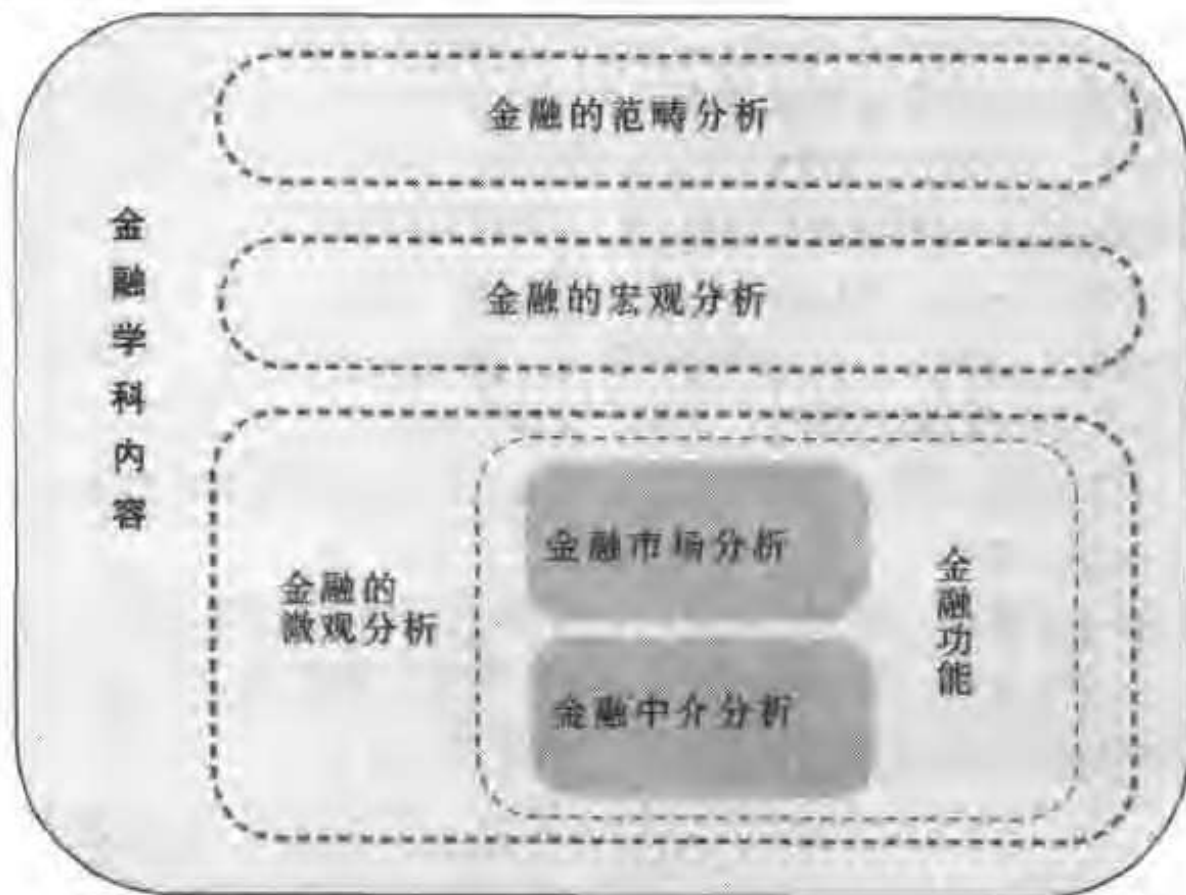 金融学科内容
金融的范畴分析
金融的宏观分析
金融的
微观分析
金融市场分析
金融中介分析
金融功能